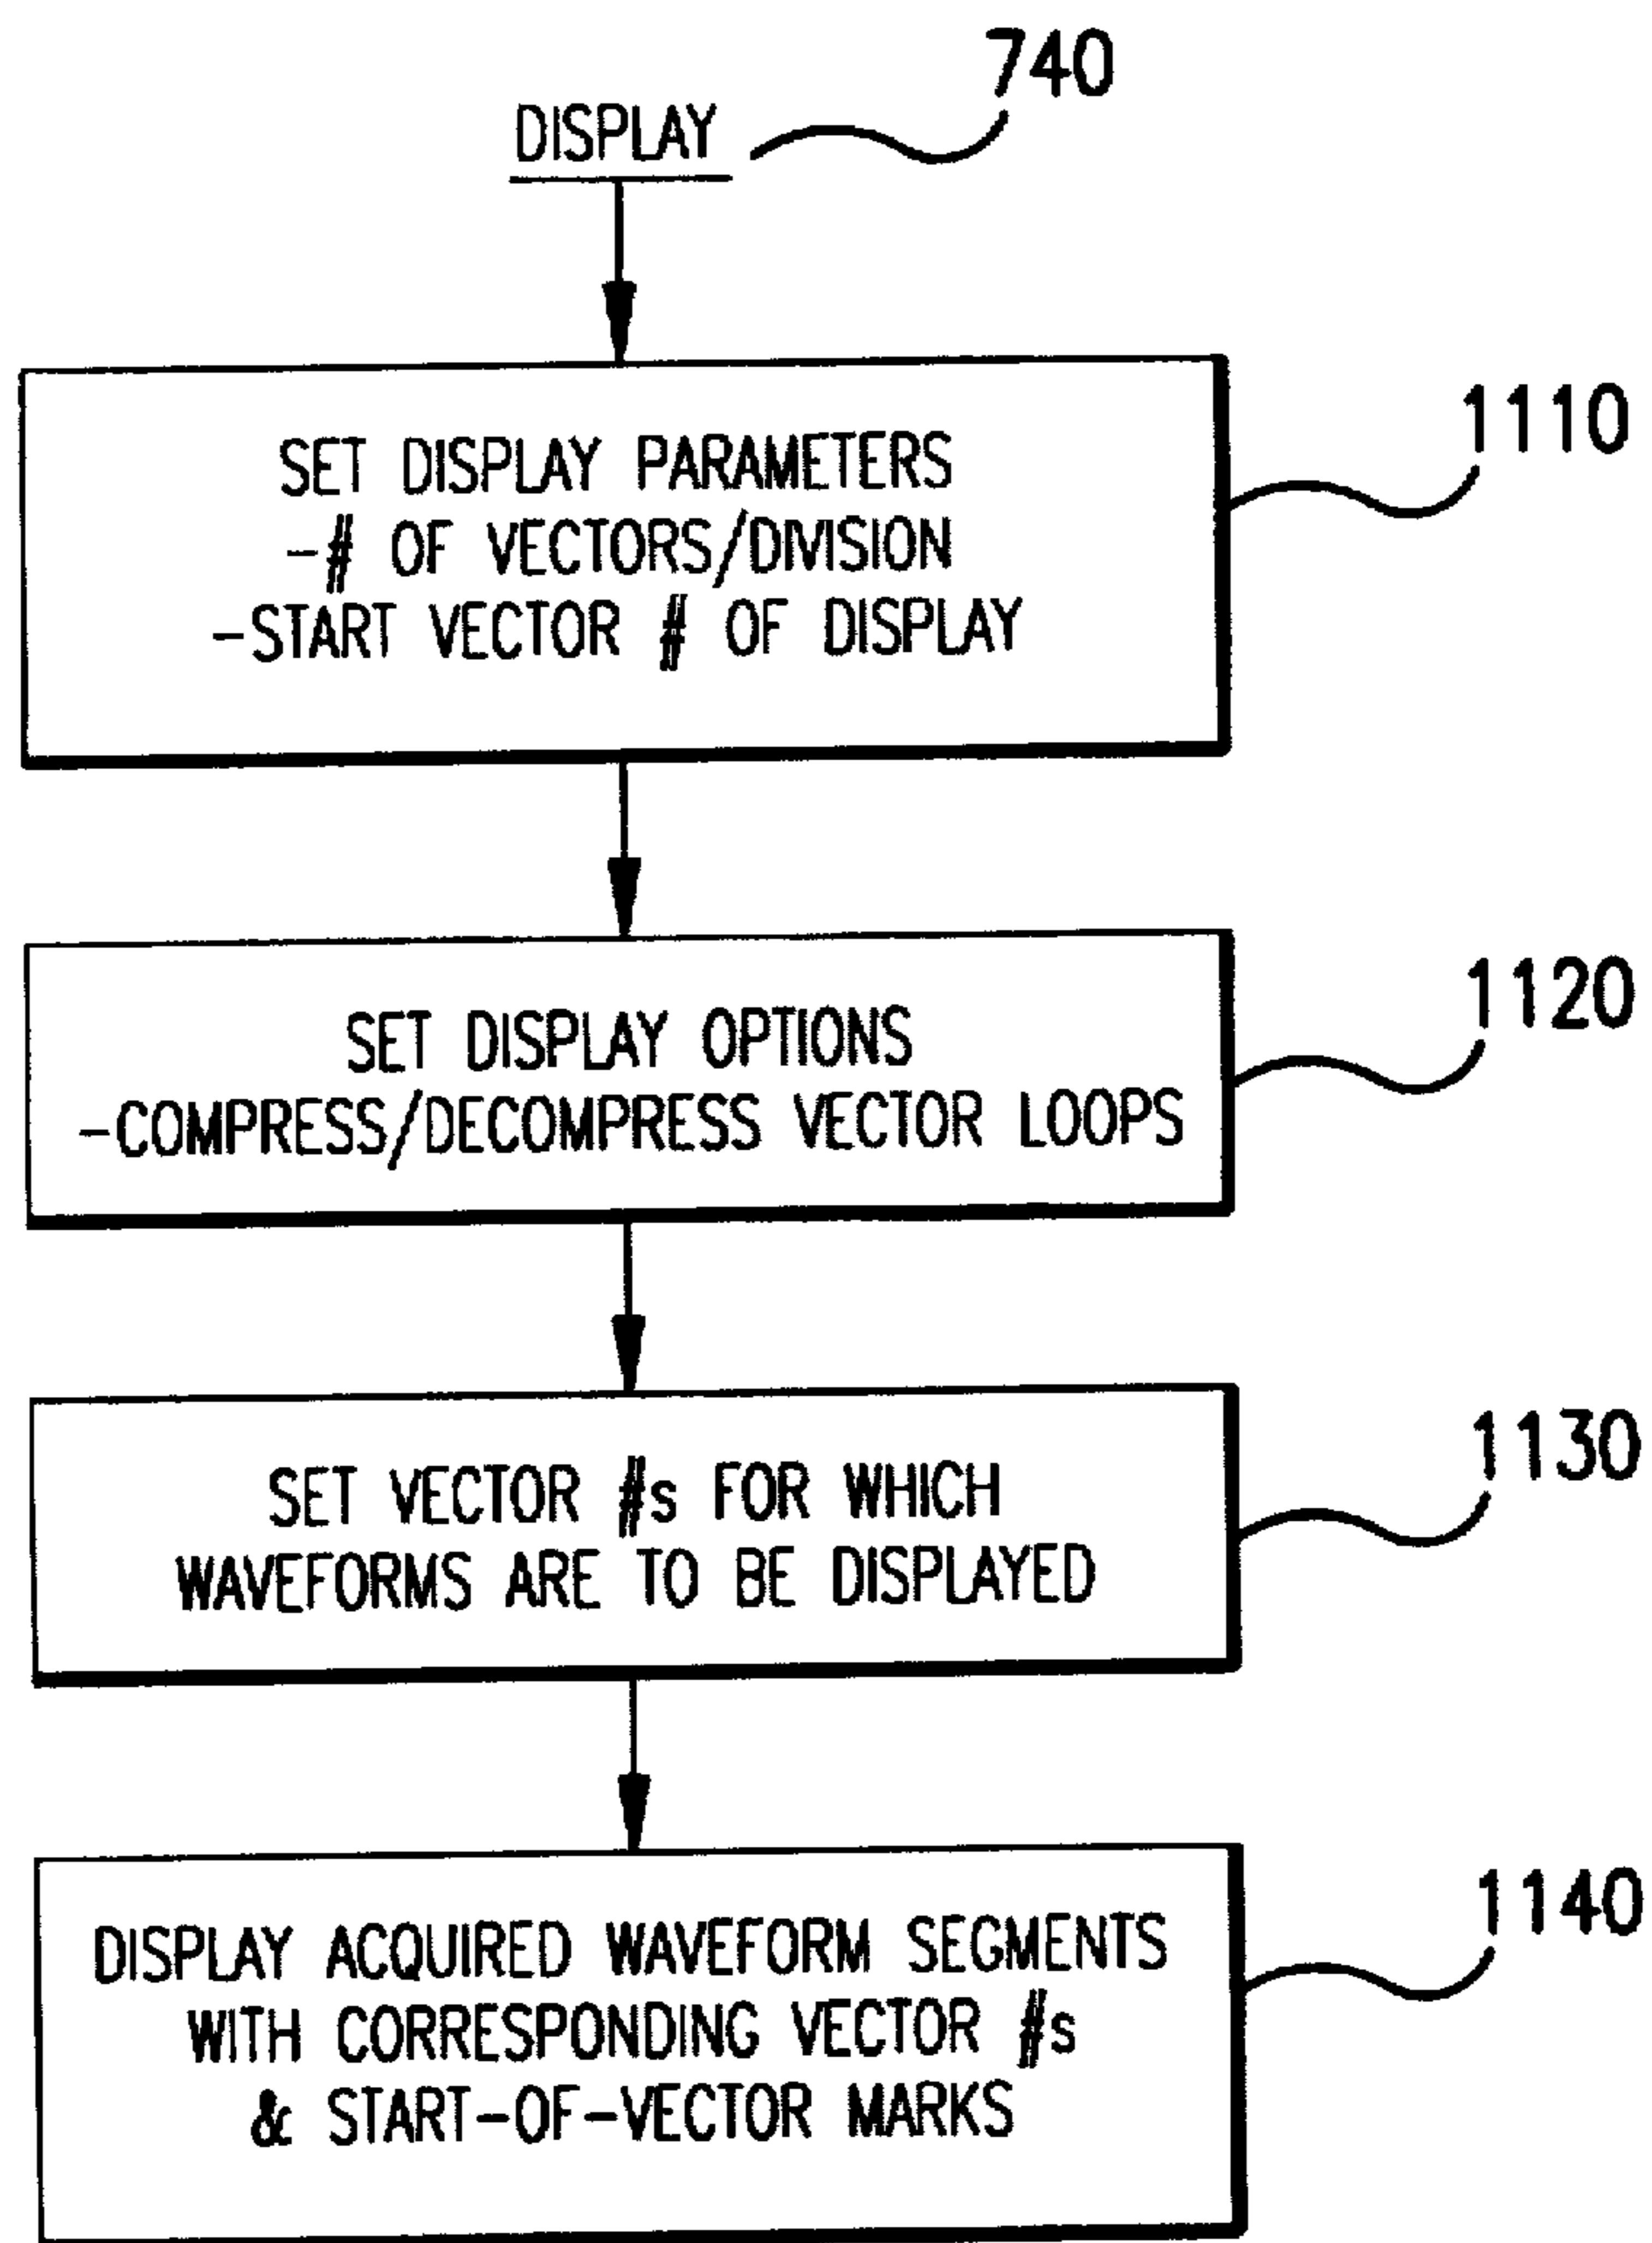 740
DISPLAY
1110
SET DISPLAY PARAMETERS
-# OF VECTORS/DIVISION
-START VECTOR # OF DISPLAY
1120
SET DISPLAY OPTIONS
-COMPRESS/DECOMPRESS VECTOR LOOPS
1130
SET VECTOR #s FOR WHICH
WAVEFORMS ARE TO BE DISPLAYED
1140
DISPLAY ACQUIRED WAVEFORM SEGMENTS
WITH CORRESPONDING VECTOR #s
& START-OF-VECTOR MARKS